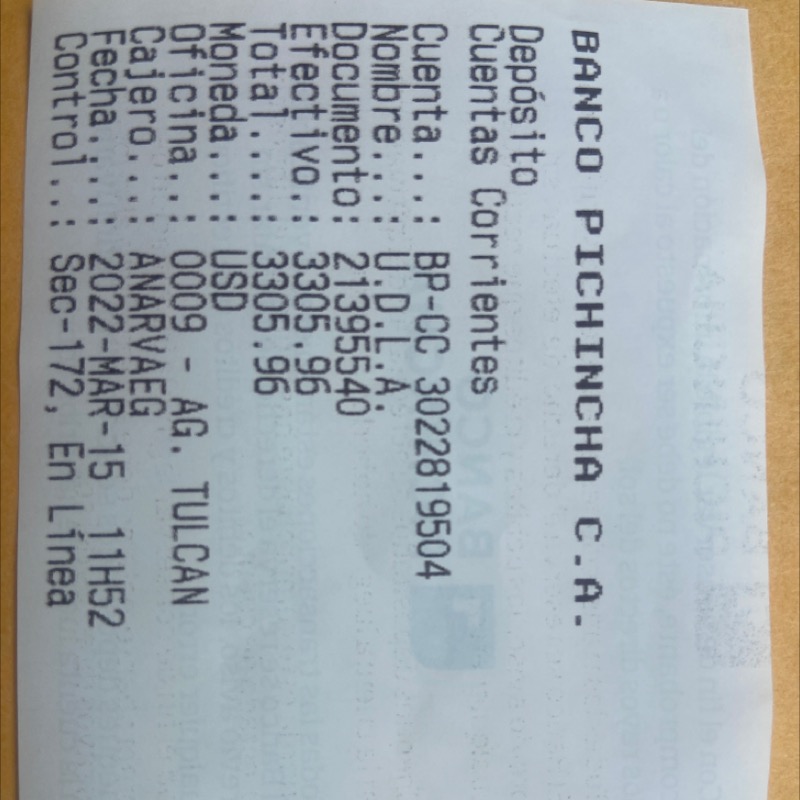 BANCO PICHINCHA C.A.
Depósito
Cuentas Corrientes
Cuenta...: BP-CC 3022819504
Nombre...: U.D.L.A.
Documento: 21395540
Efectivo.: 3305.96
Total....: 3305.96
Moneda...: USD
Oficina..: 0009 - AG. TULCAN
Cajero...: ANARVAEG
Fecha....: 2022-MAR-15 11H52
Control..: Sec-172, En Línea